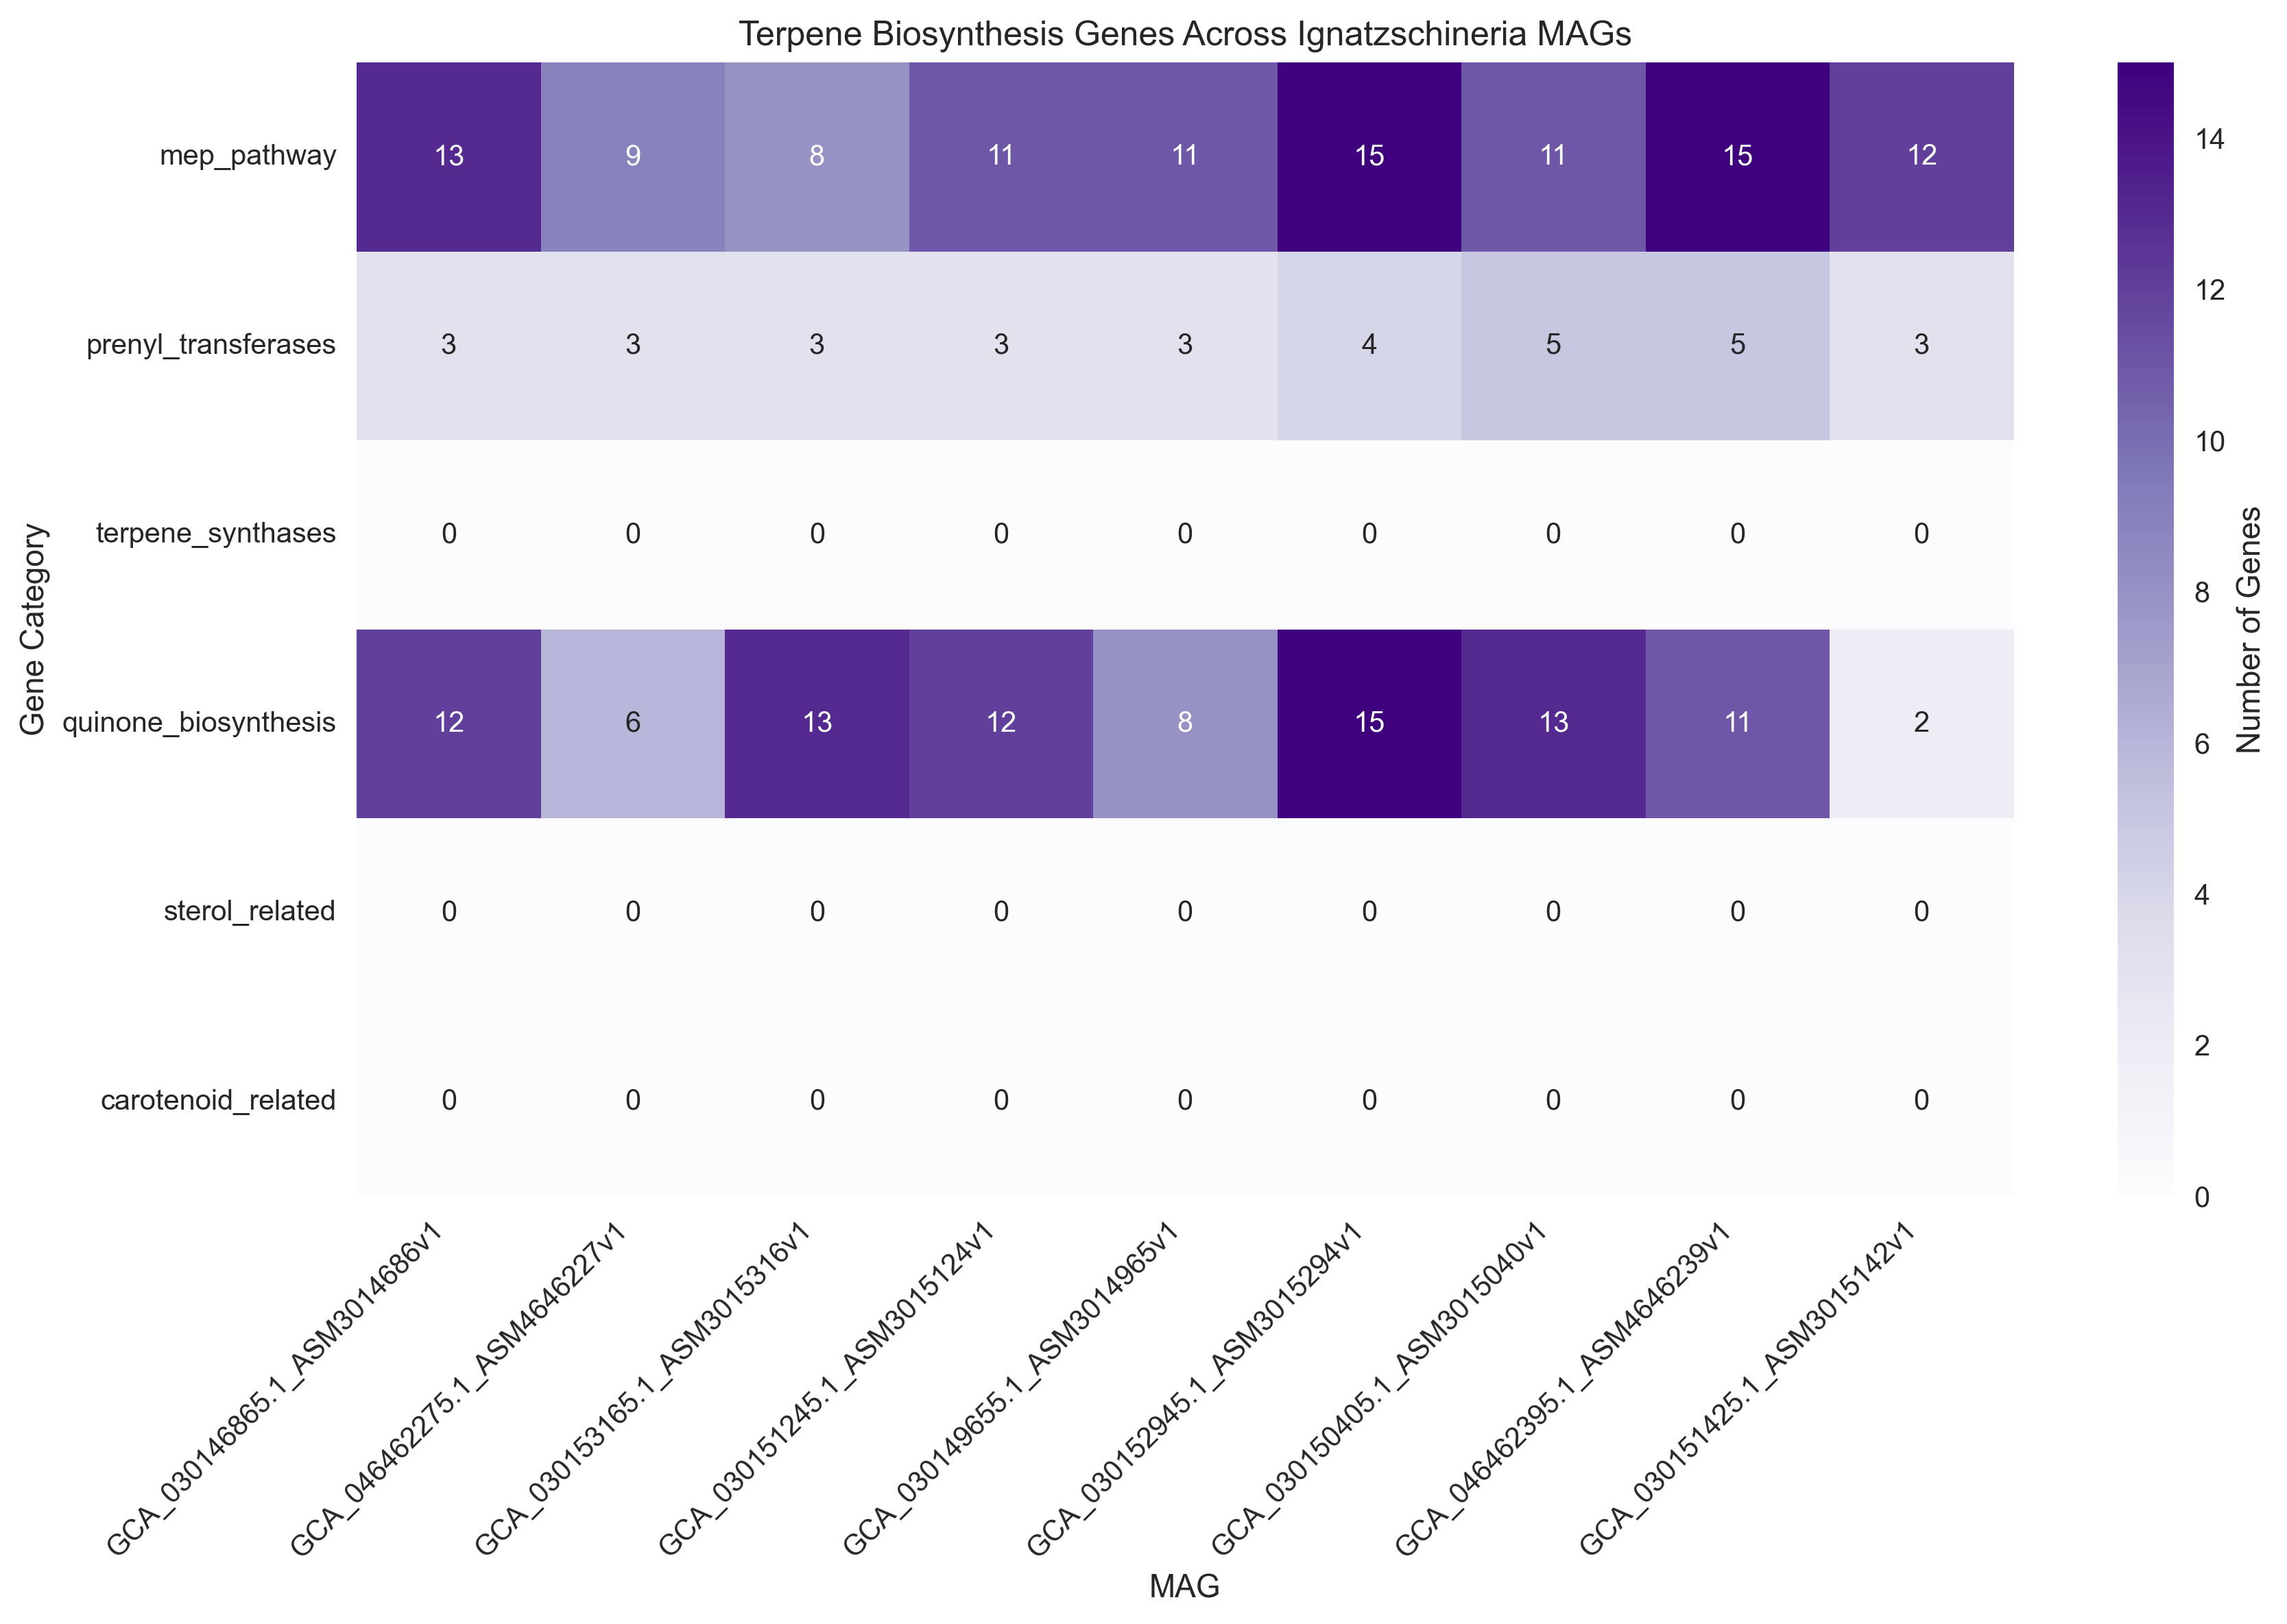 Terpene Biosynthesis Genes Across Ignatzschineria MAGs
Gene Category
mep_pathway 13 9 8 11 11 15 11 15 12
prenyl_transferases 3 3 3 3 3 4 5 5 3
terpene_synthases 0 0 0 0 0 0 0 0 0
quinone_biosynthesis 12 6 13 12 8 15 13 11 2
sterol_related 0 0 0 0 0 0 0 0 0
carotenoid_related 0 0 0 0 0 0 0 0 0
GCA_030146865.1_ASM3014686v1
GCA_046462275.1_ASM4646227v1
GCA_030153165.1_ASM3015316v1
GCA_030151245.1_ASM3015124v1
GCA_030149655.1_ASM3014965v1
GCA_030152945.1_ASM3015294v1
GCA_030150405.1_ASM3015040v1
GCA_046462395.1_ASM4646239v1
GCA_030151425.1_ASM3015142v1
MAG
14
12
10
8
6
4
2
0
Number of Genes